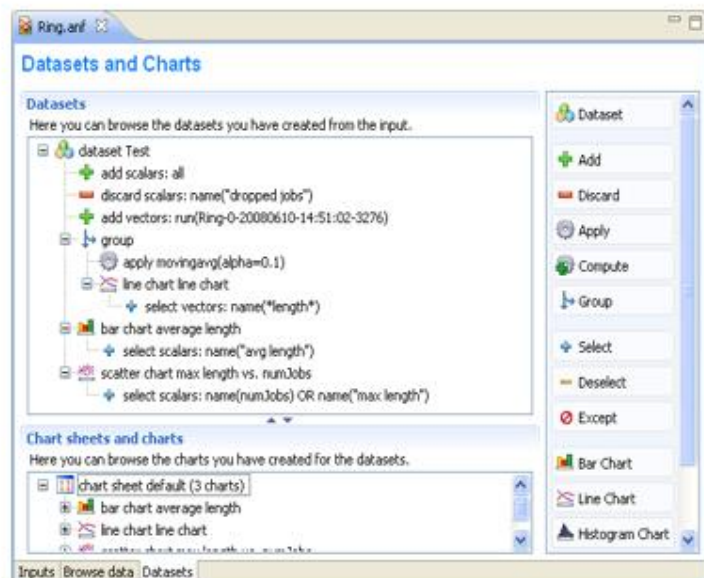 Ring.anf
Datasets and Charts
Datasets
Here you can browse the datasets you have created from the input.
dataset Test
add scalars: all
discard scalars: name("dropped jobs")
add vectors: run(Ring-0-20080610-14:51:02-3276)
group
apply movingavg(alpha=0.1)
line chart line chart
select vectors: name(*length*)
bar chart average length
select scalars: name("avg length")
scatter chart max length vs. numJobs
select scalars: name(numJobs) OR name("max length")
Chart sheets and charts
Here you can browse the charts you have created for the datasets.
chart sheet default (3 charts)
bar chart average length
line chart line chart
scatter chart max length vs. numJobs
Dataset
Add
Discard
Apply
Compute
Group
Select
Deselect
Except
Bar Chart
Line Chart
Histogram Chart
Inputs Browse data Datasets